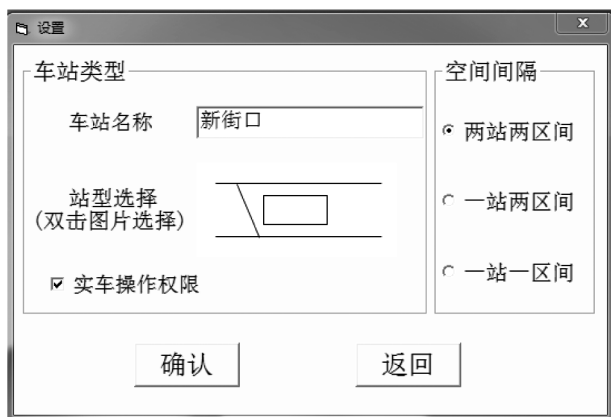 设置
车站类型
车站名称
新街口
站型选择
(双击图片选择)
实车操作权限
空间间隔
两站两区间
一站两区间
一站一区间
确认
返回